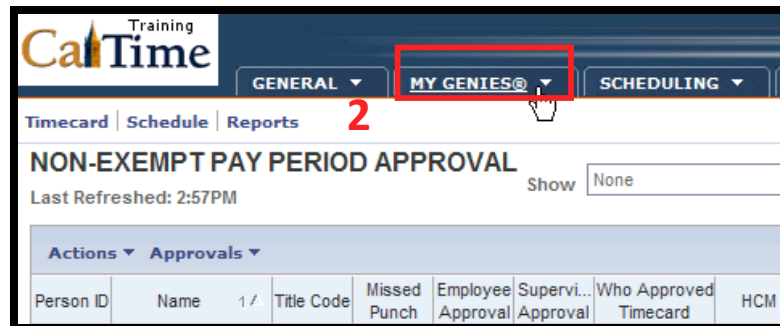 Training
CalTime
GENERAL MY GENIES® SCHEDULING
2
Timecard | Schedule | Reports
NON-EXEMPT PAY PERIOD APPROVAL
Show None
Last Refreshed: 2:57PM
Actions Approvals
Person ID Name 1 Title Code Missed Punch Employee Approval Supervi... Approval Who Approved Timecard HCM